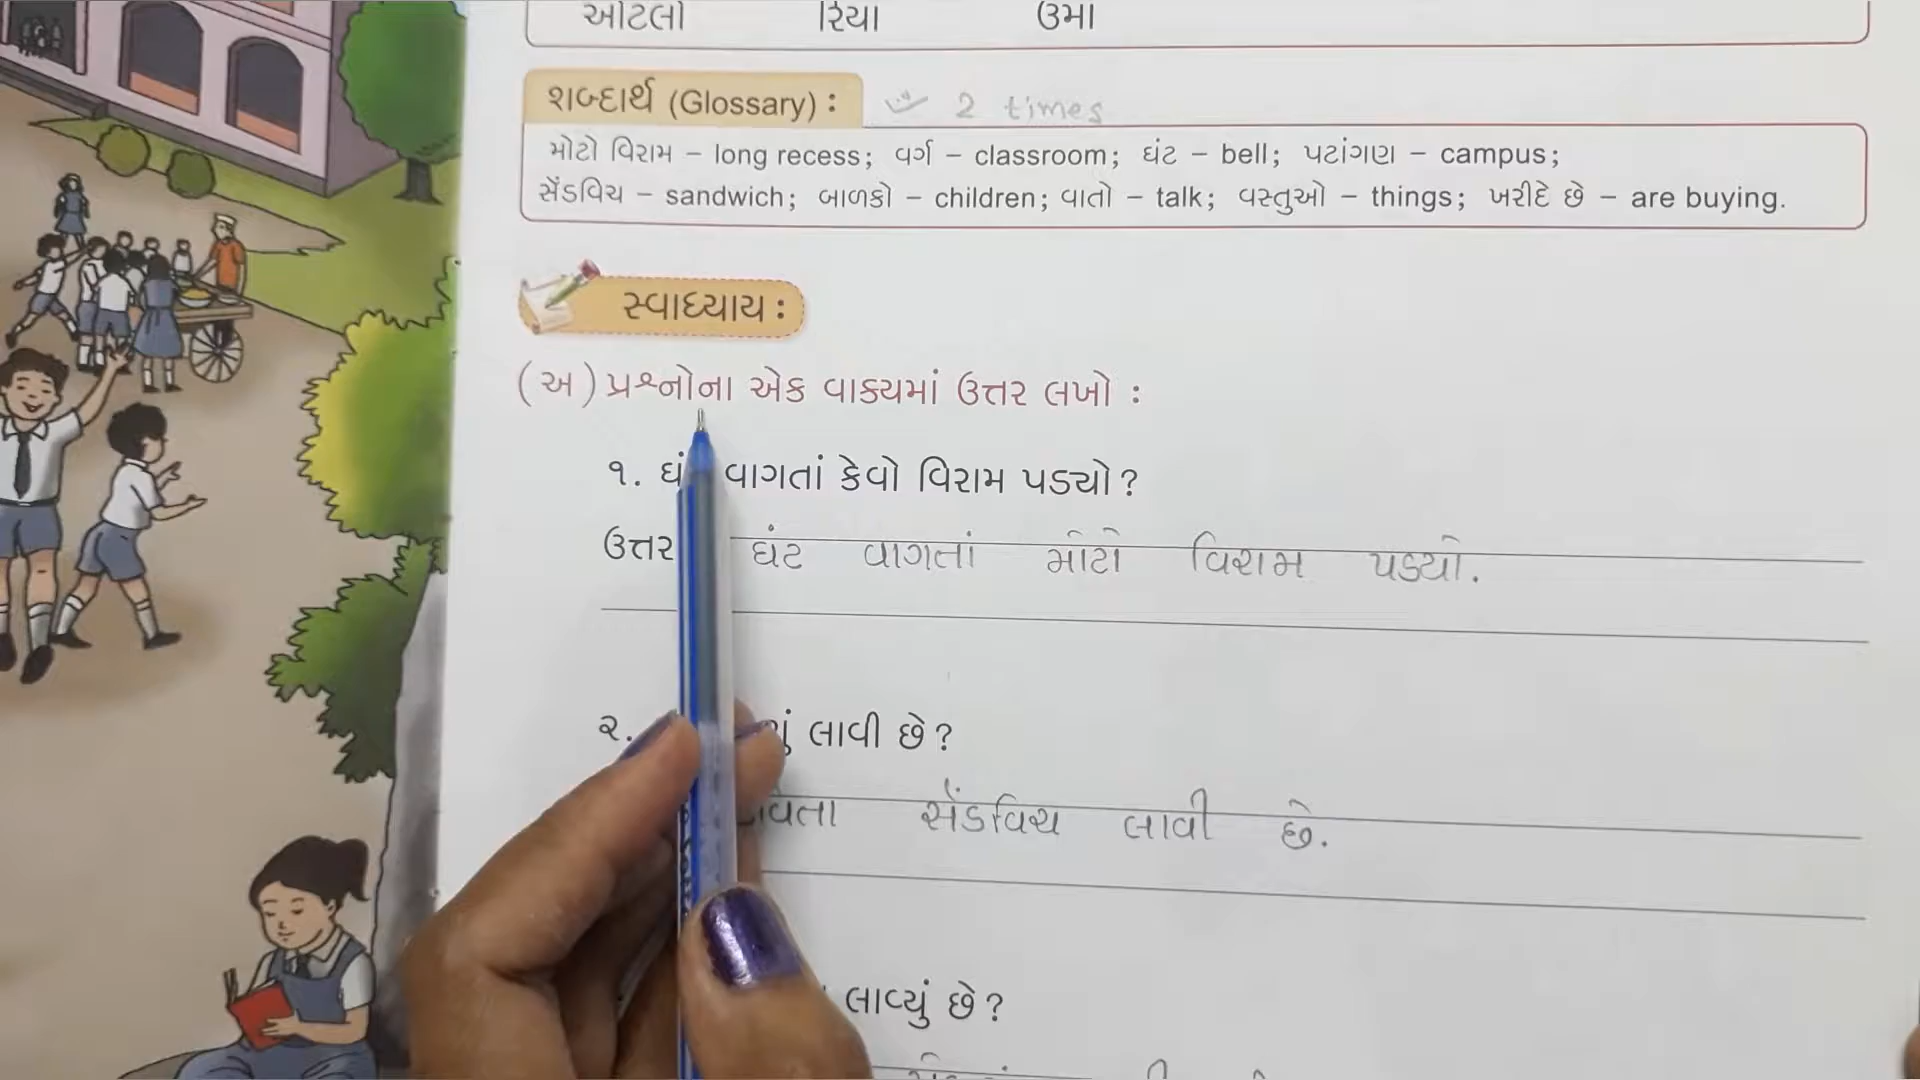 ઓટલો રિયા ઉમા
શબ્દાર્થ (Glossary) : 2 times
મોટો વિરામ – long recess; વર્ગ – classroom; ઘંટ – bell; પટાંગણ – campus;
સૅંડવિચ – sandwich; બાળકો – children; વાતો – talk; વસ્તુઓ – things; ખરીદે છે – are buying.
સ્વાધ્યાય :
(અ) પ્રશ્નોના એક વાક્યમાં ઉત્તર લખો :
૧. વાગતાં કેવો વિરામ પડ્યો?
ઉત્તર ઘંટ વાગતાં મોટો વિરામ પડ્યો.
૨. લાવી છે?
સૅંડવિચ લાવી છે.
લાવ્યું છે?